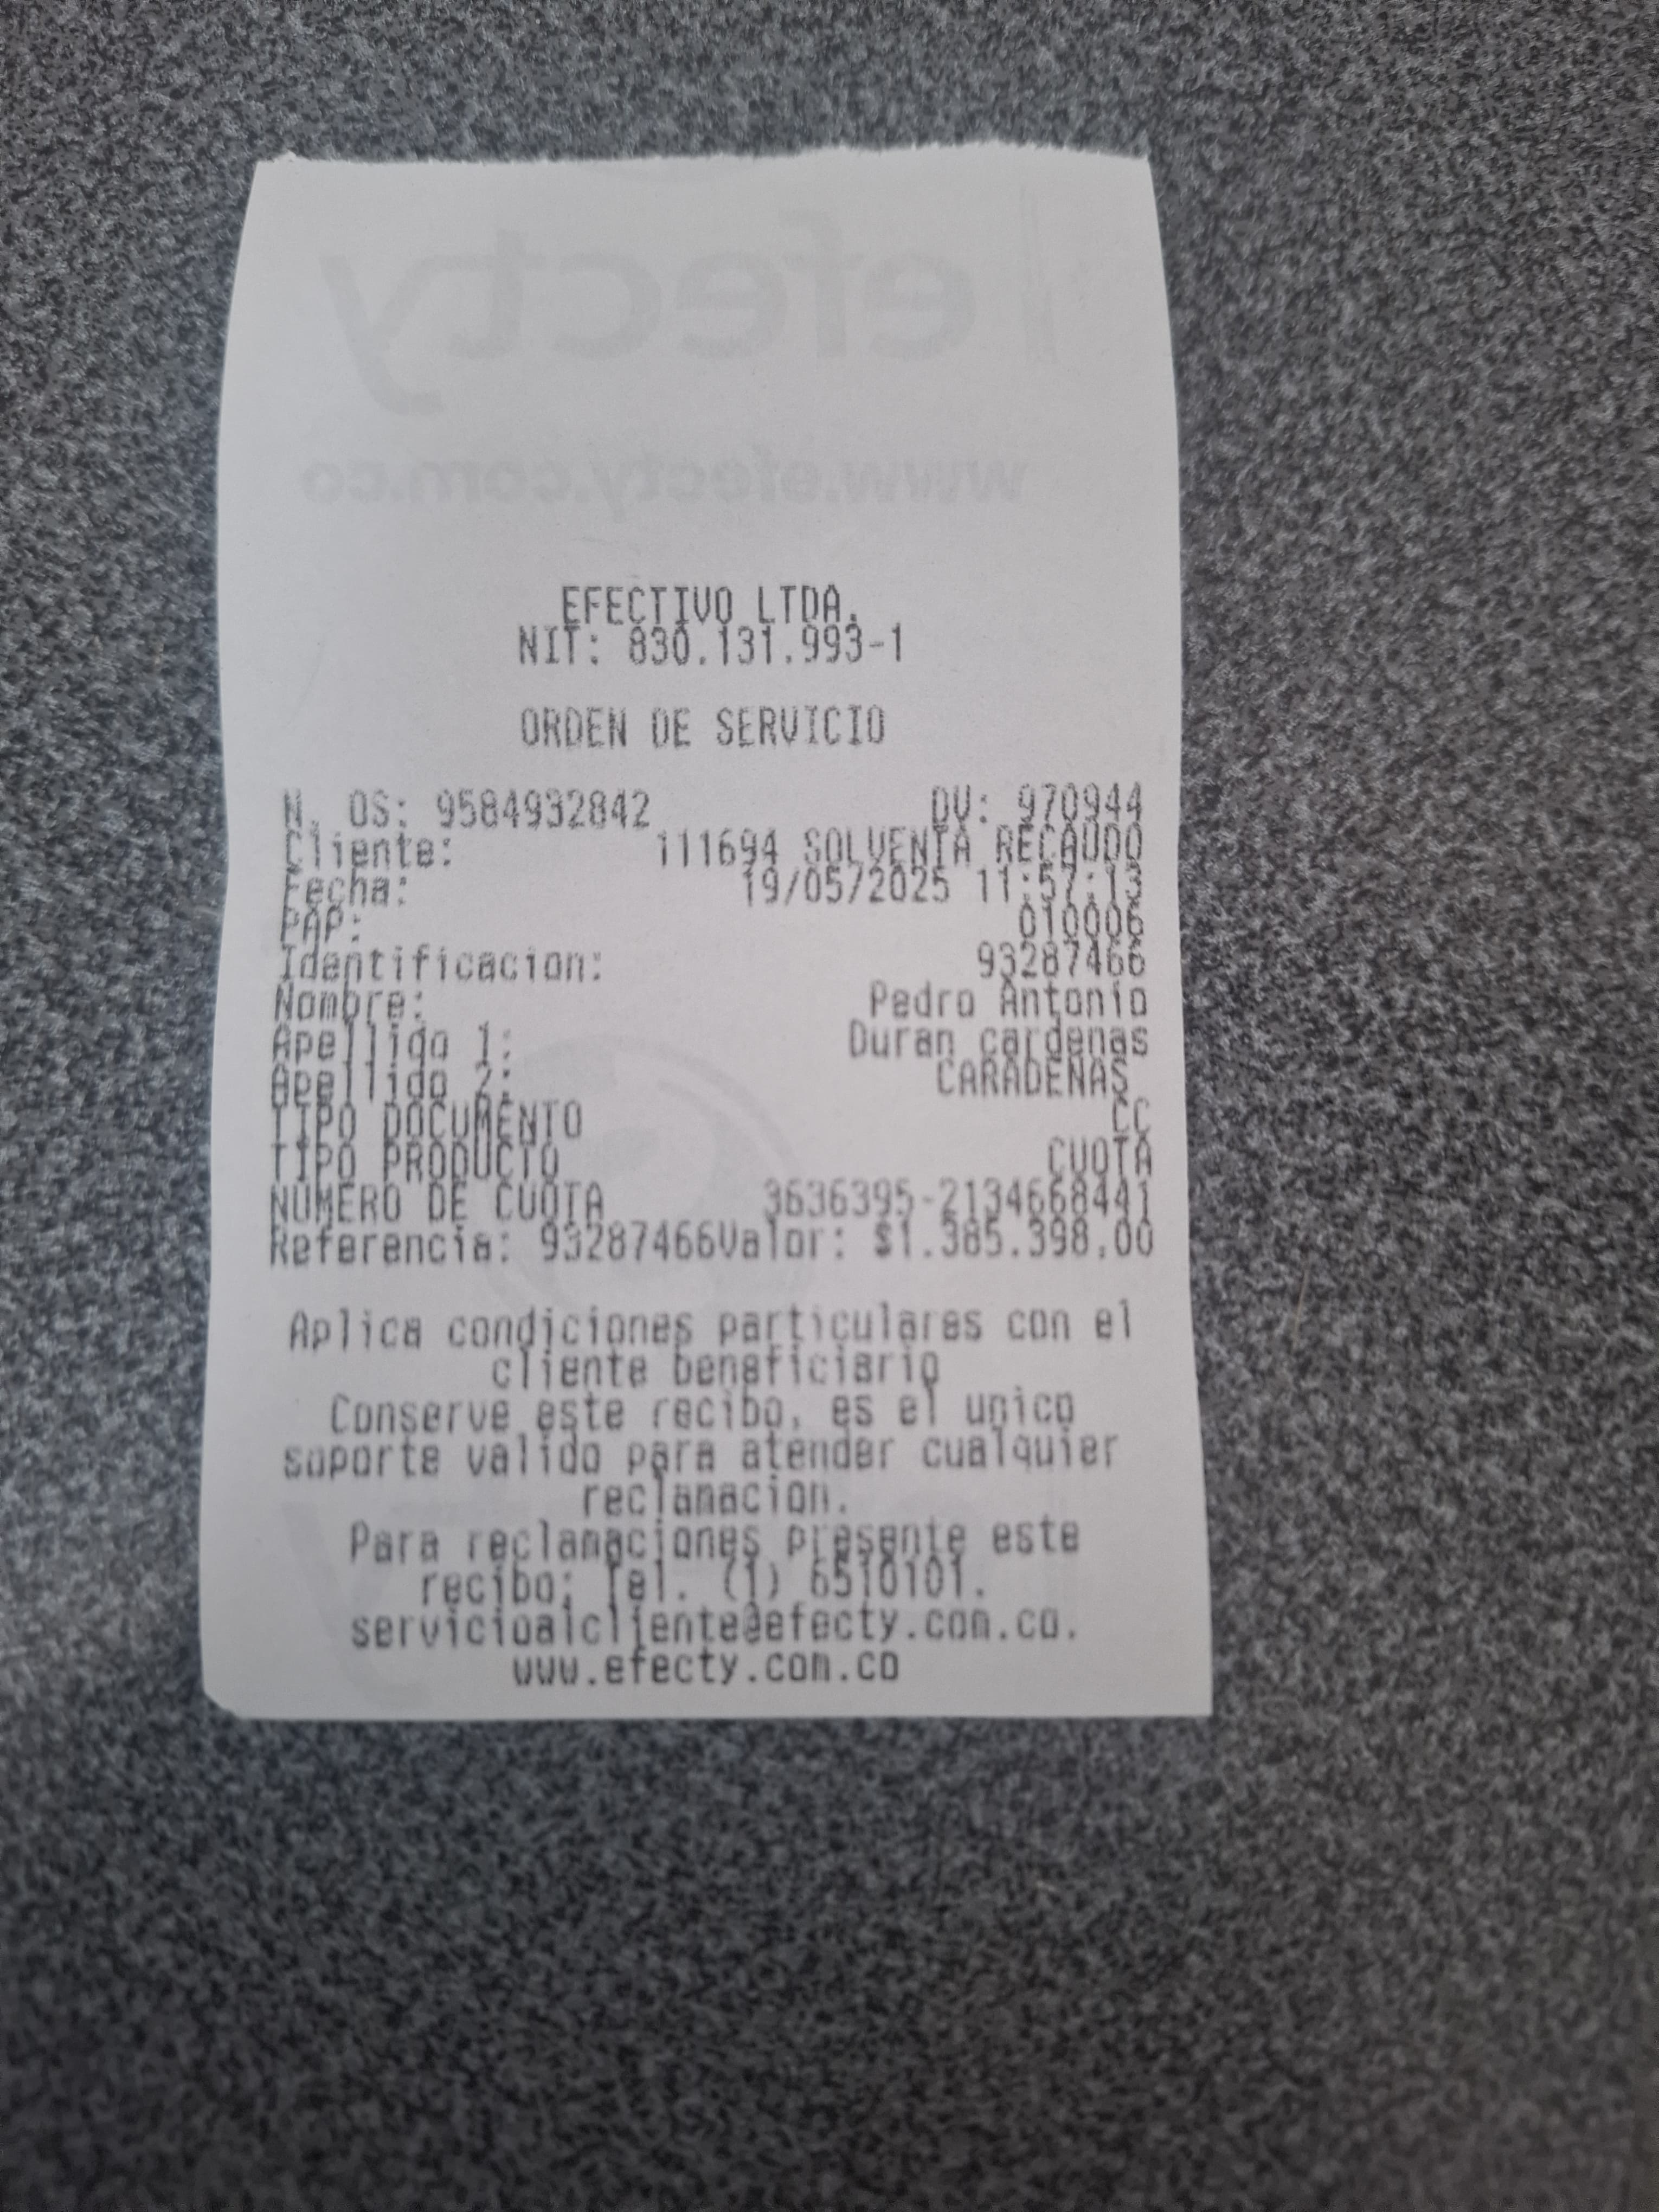 efecty
www.efecty.com.co
EFECTIVO LTDA.
NIT: 830.131.993-1
ORDEN DE SERVICIO
N. OS: 9584932842 DV: 970944
Cliente: 111694 SOLVENTA RECAUDO
Fecha: 19/05/2025 11:57:13
PAP: 010006
Identificacion: 93287466
Nombre: Pedro Antonio
Apellido 1: Duran cardenas
Apellido 2: CARADENAS
TIPO DOCUMENTO CC
TIPO PRODUCTO CUOTA
NUMERO DE CUOTA 3636395-2134668441
Referencia: 93287466Valor: $1.385.398,00
Aplica condiciones particulares con el
cliente beneficiario
Conserve este recibo, es el unico
soporte valido para atender cualquier
reclamacion.
Para reclamaciones presente este
recibo; Tel. (1) 6510101.
servicioalcliente@efecty.com.co.
www.efecty.com.co